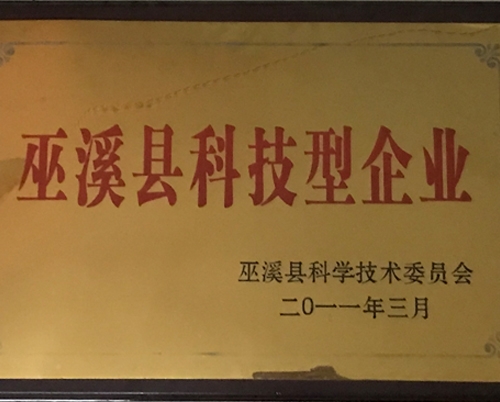 巫溪县科技型企业
巫溪县科学技术委员会
二0一一年三月